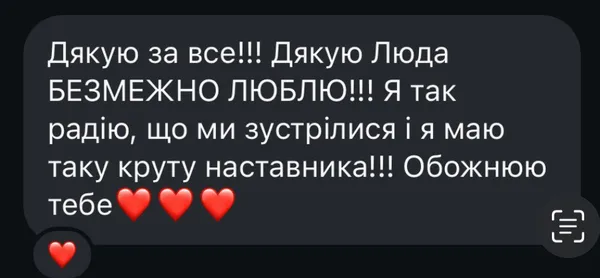 Дякую за все!!! Дякую Люда
БЕЗМЕЖНО ЛЮБЛЮ!!! Я так
радію, що ми зустрілися і я маю
таку круту наставника!!! Обожнюю
тебе❤️❤️❤️
❤️